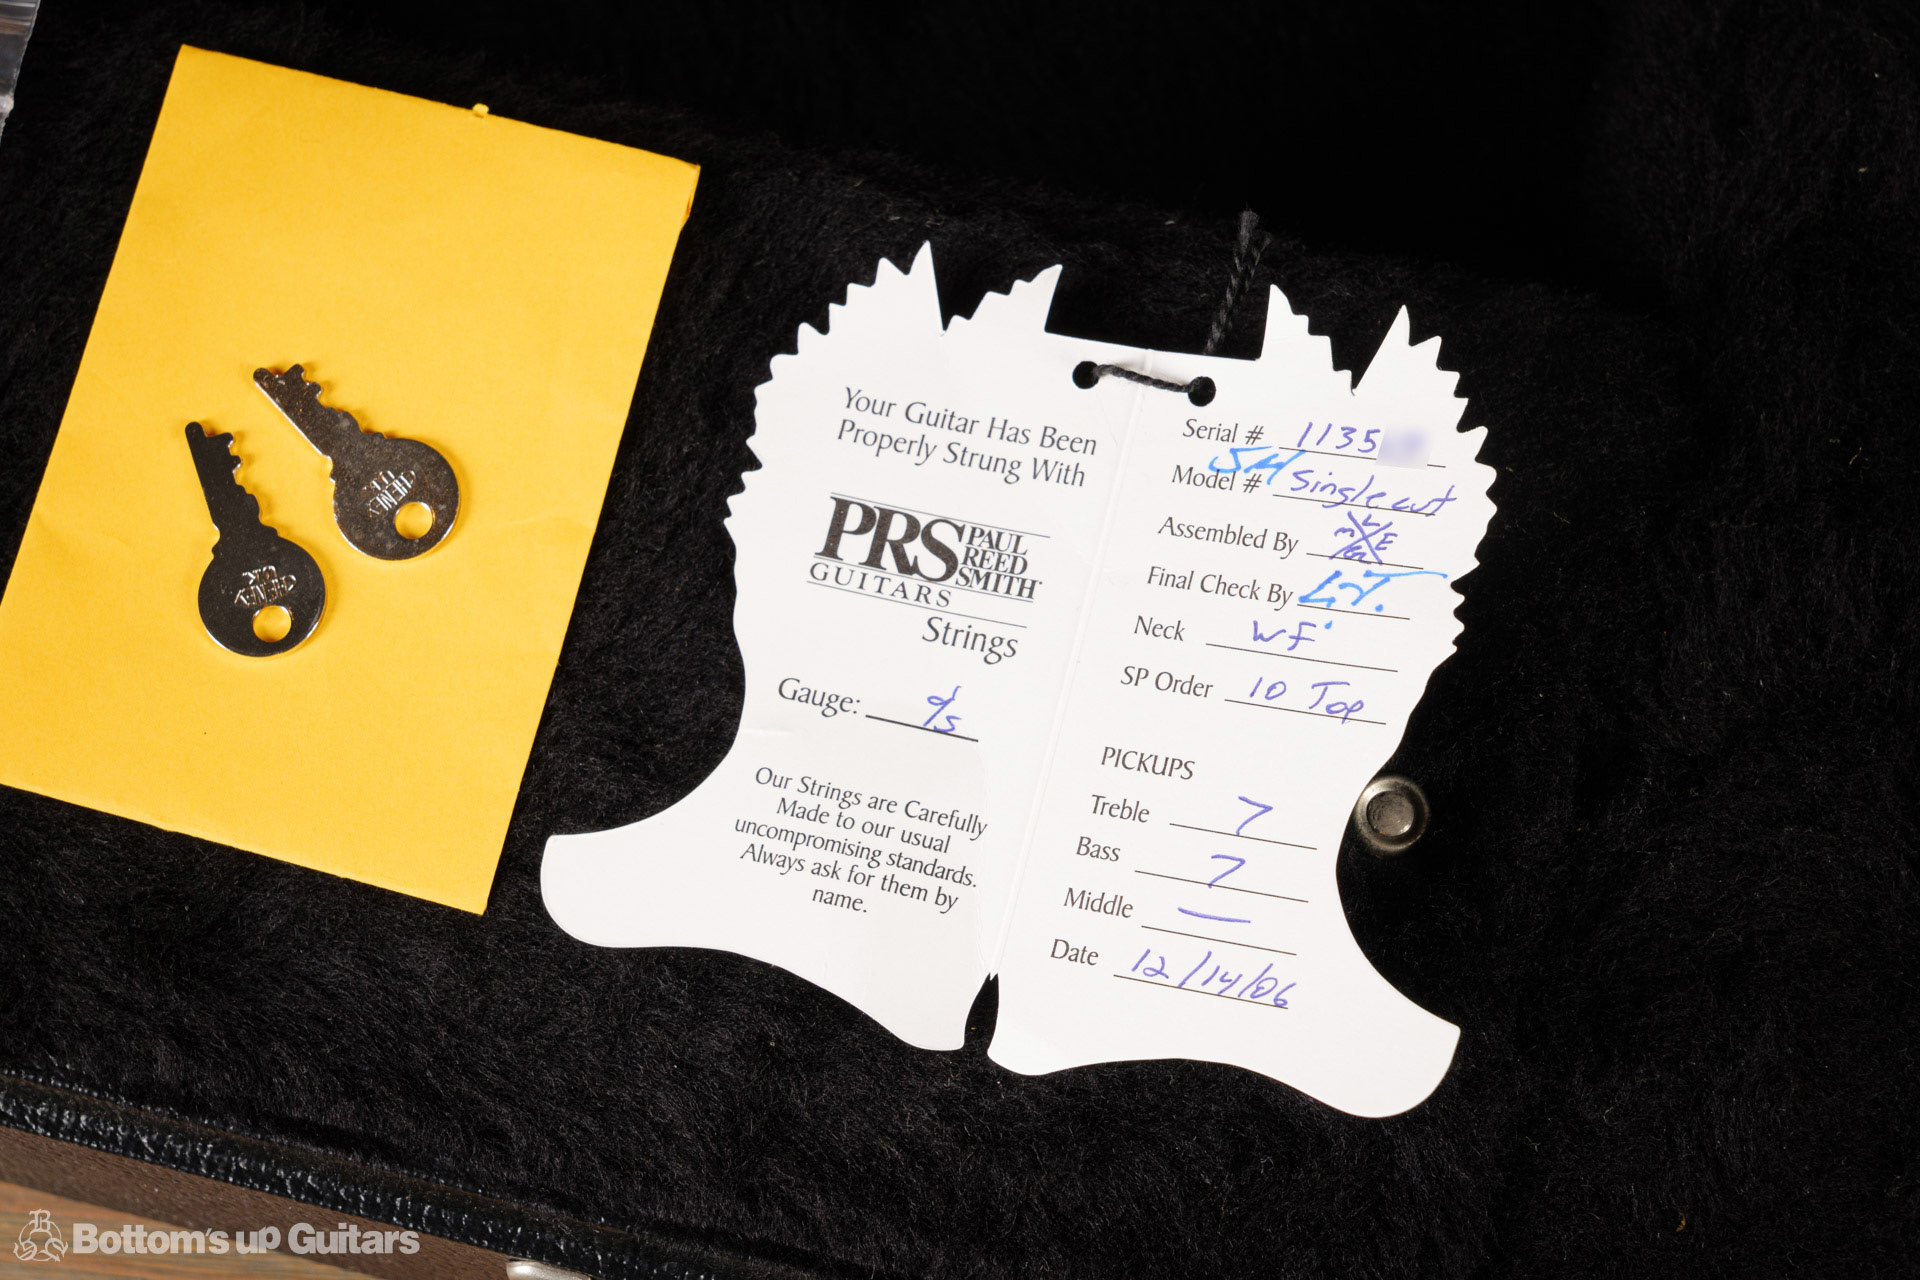 CHENEY
U.K.
CHENEY
U.K.
Your Guitar Has Been
Properly Strung With
PRS PAUL
REED
SMITH
GUITARS
Strings
Gauge:
Our Strings are Carefully
Made to our usual
uncompromising standards.
Always ask for them by
name.
Serial # 1135
Model # Singlecut
Assembled By
Final Check By
Neck WF
SP Order 10 Top
PICKUPS
Treble 7
Bass 7
Middle —
Date 12/14/06
Bottom's up Guitars